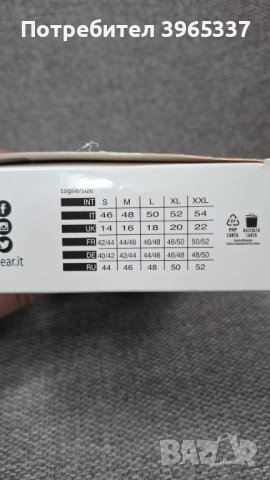 Потребител 3965337
taglie/size
INT S M L XL XXL
IT 46 48 50 52 54
UK 14 16 18 20 22
FR 42/44 44/46 46/48 48/50 50/52
DE 40/42 42/44 44/46 46/48 48/50
RU 44 46 48 50 52
ear.it
PAP
CARTA
RACCOLTA
CARTA
BAZAR